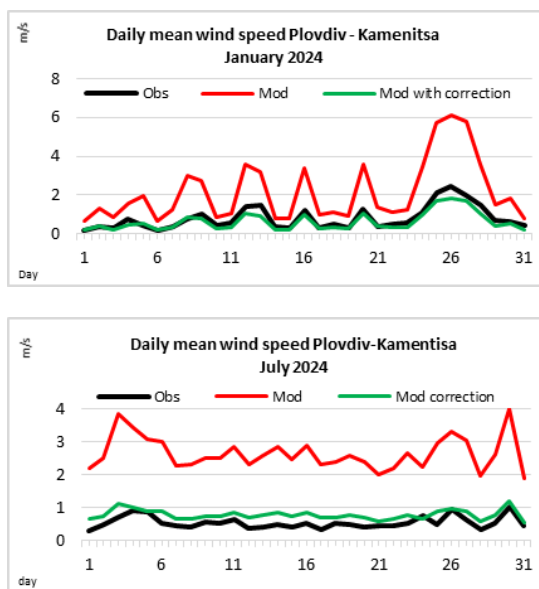 m/s
Daily mean wind speed Plovdiv - Kamenitsa
January 2024
Obs Mod Mod with correction
8
6
4
2
0
1 6 11 16 21 26 31
Day
m/s
Daily mean wind speed Plovdiv-Kamentisa
July 2024
Obs Mod Mod correction
4
3
2
1
0
1 6 11 16 21 26 31
day